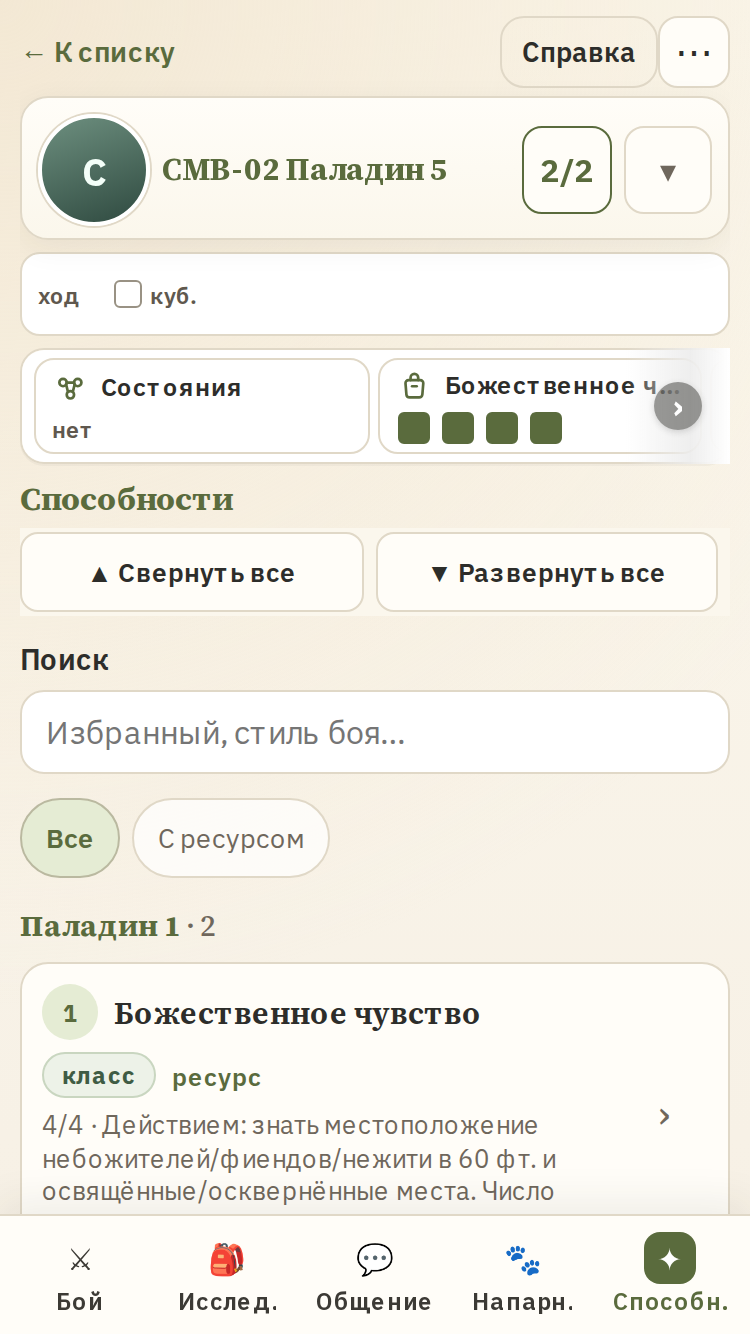 ← К списку
Справка
...
С
СМВ-02 Паладин 5
2/2
▼
ход
куб.
Состояния
нет
Божественное ч...
›
Способности
▲ Свернуть все
▼ Развернуть все
Поиск
Избранный, стиль боя...
Все
С ресурсом
Паладин 1 · 2
1
Божественное чувство
класс
ресурс
4/4 · Действием: знать местоположение
небожителей/фиендов/нежити в 60 фт. и
освящённые/осквернённые места. Число
›
Бой
Исслед.
Общение
Напарн.
Способн.